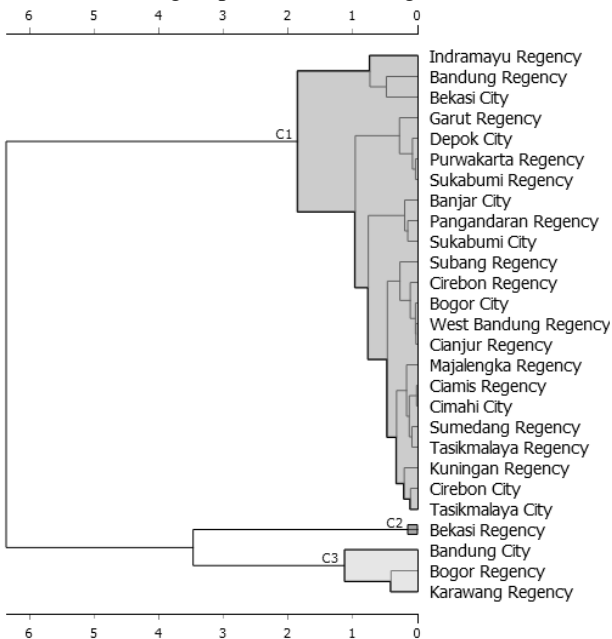 6 5 4 3 2 1 0
Indramayu Regency
Bandung Regency
Bekasi City
Garut Regency
C1
Depok City
Purwakarta Regency
Sukabumi Regency
Banjar City
Pangandaran Regency
Sukabumi City
Subang Regency
Cirebon Regency
Bogor City
West Bandung Regency
Cianjur Regency
Majalengka Regency
Ciamis Regency
Cimahi City
Sumedang Regency
Tasikmalaya Regency
Kuningan Regency
Cirebon City
Tasikmalaya City
C2
Bekasi Regency
Bandung City
C3
Bogor Regency
Karawang Regency
6 5 4 3 2 1 0